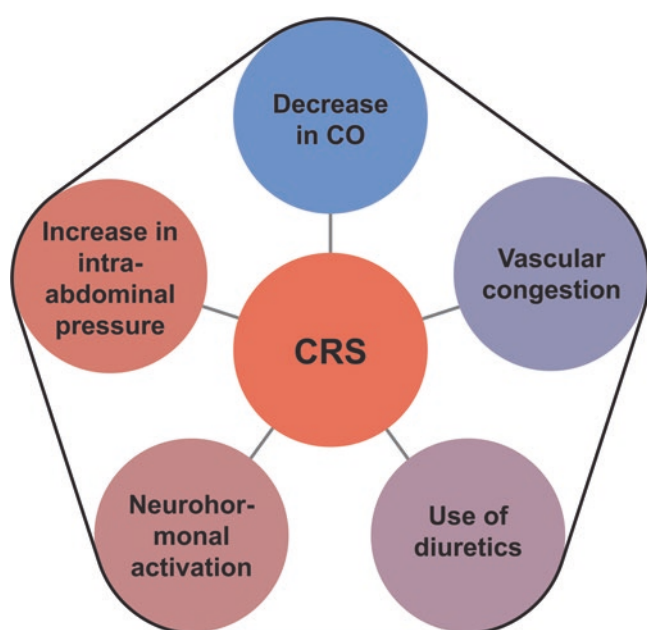 Decrease
in CO
Increase in
intra-
abdominal
pressure
Vascular
congestion
CRS
Neurohor-
monal
activation
Use of
diuretics